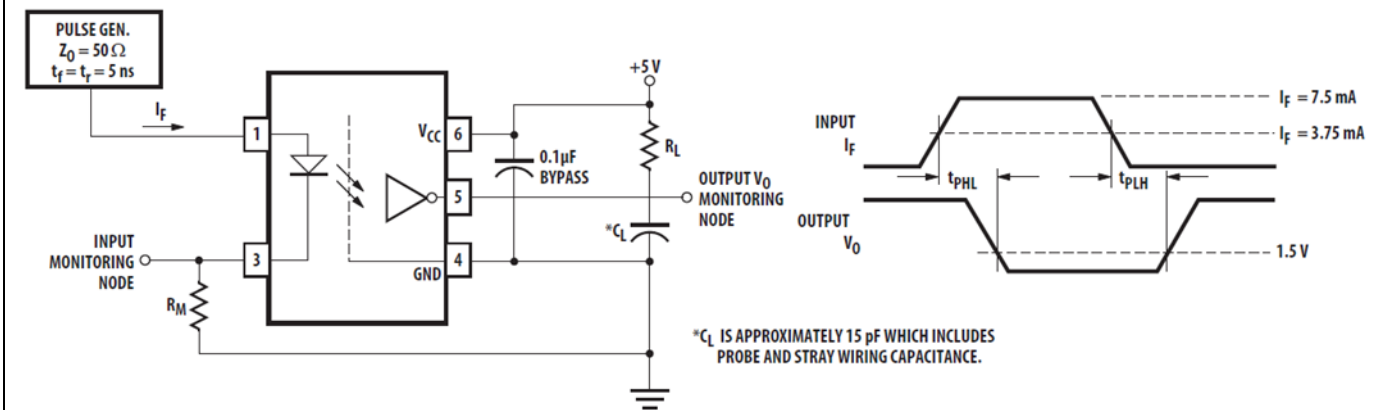 PULSE GEN.
Z0 = 50 Ω
tf = tr = 5 ns
IF
1
3
INPUT
MONITORING
NODE
RM
VCC
6
5
4
GND
0.1µF
BYPASS
+5 V
RL
*CL
OUTPUT VO
MONITORING
NODE
*CL IS APPROXIMATELY 15 pF WHICH INCLUDES
PROBE AND STRAY WIRING CAPACITANCE.
INPUT
IF
IF = 7.5 mA
IF = 3.75 mA
tPHL
tPLH
OUTPUT
VO
1.5 V